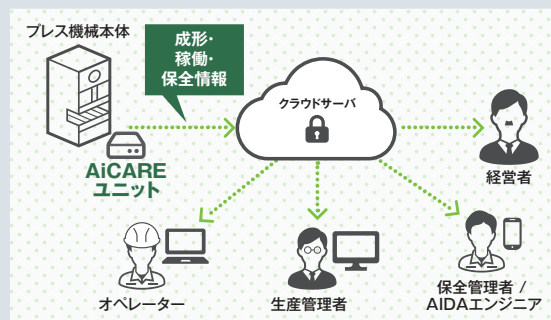 プレス機械本体
成形・
稼働・
保全情報
クラウドサーバ
AiCARE
ユニット
経営者
オペレーター
生産管理者
保全管理者 /
AIDAエンジニア